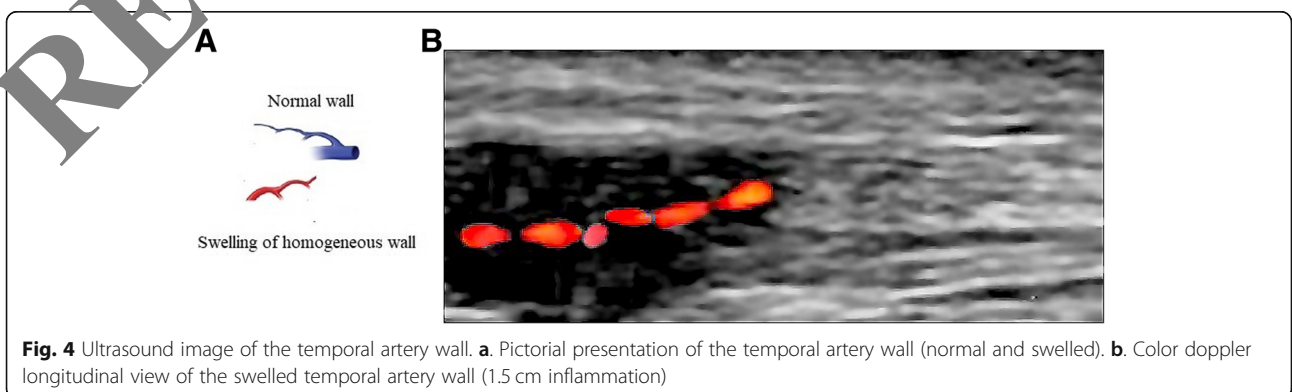 RE
A
B
Normal wall
Swelling of homogeneous wall
Fig. 4 Ultrasound image of the temporal artery wall. a. Pictorial presentation of the temporal artery wall (normal and swelled). b. Color doppler
longitudinal view of the swelled temporal artery wall (1.5 cm inflammation)